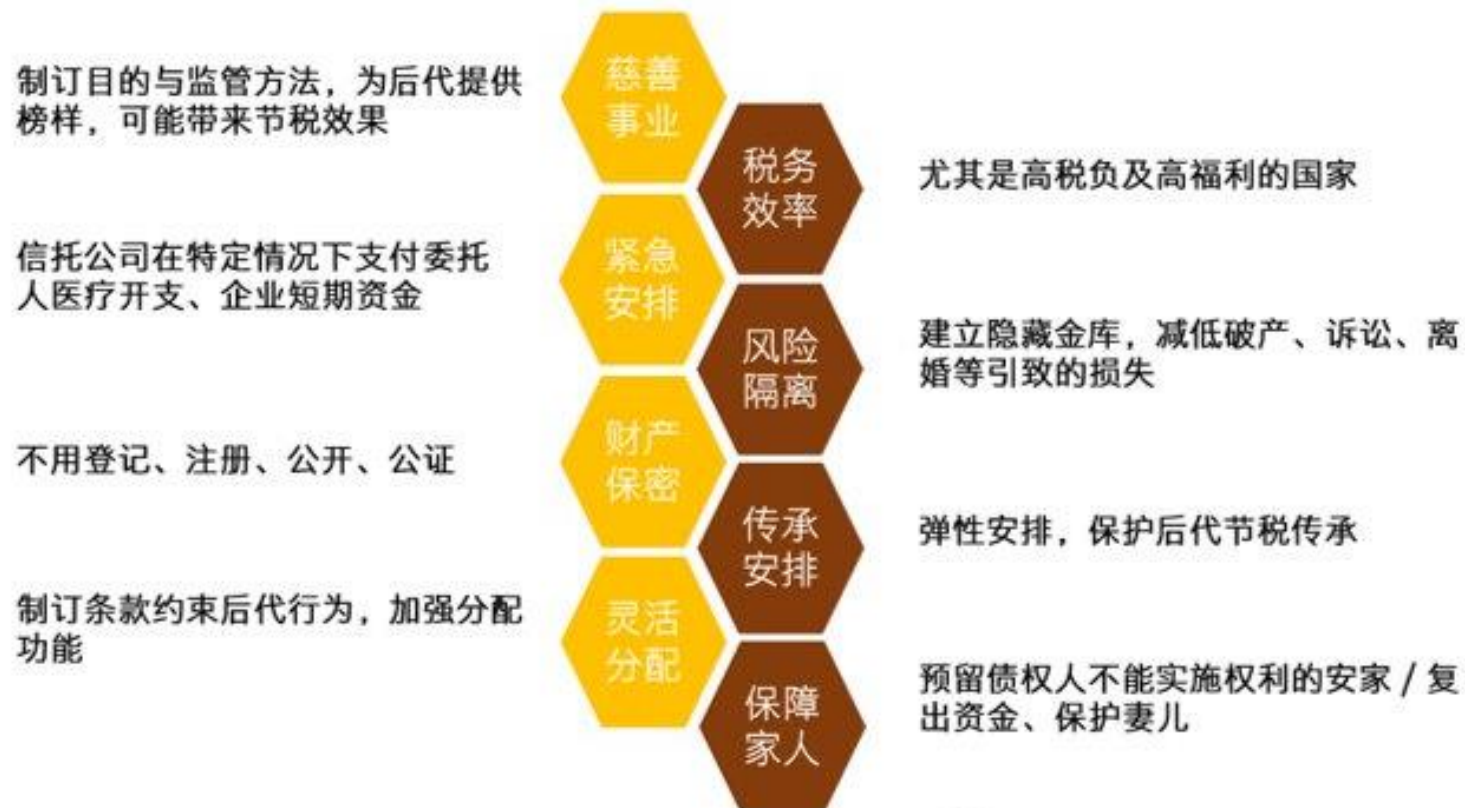 慈善
事业
制订目的与监管方法，为后代提供
榜样，可能带来节税效果
税务
效率
尤其是高税负及高福利的国家
紧急
安排
信托公司在特定情况下支付委托
人医疗开支、企业短期资金
风险
隔离
建立隐藏金库，减低破产、诉讼、离
婚等引致的损失
财产
保密
不用登记、注册、公开、公证
传承
安排
弹性安排，保护后代节税传承
灵活
分配
制订条款约束后代行为，加强分配
功能
保障
家人
预留债权人不能实施权利的安家／复
出资金、保护妻儿